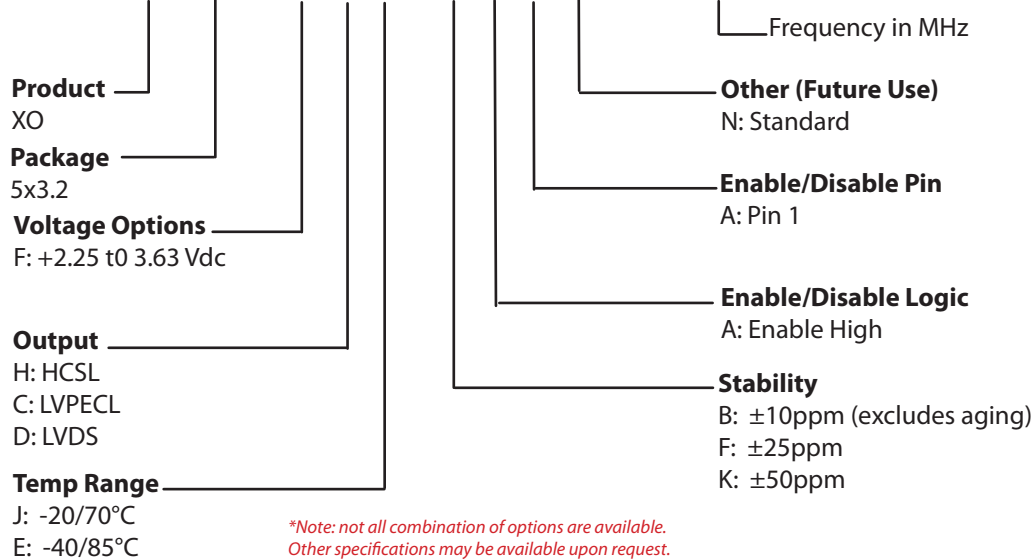 Frequency in MHz
Product
XO
Package
5x3.2
Voltage Options
F: +2.25 t0 3.63 Vdc
Output
H: HCSL
C: LVPECL
D: LVDS
Temp Range
J: -20/70°C
E: -40/85°C
Other (Future Use)
N: Standard
Enable/Disable Pin
A: Pin 1
Enable/Disable Logic
A: Enable High
Stability
B: ±10ppm (excludes aging)
F: ±25ppm
K: ±50ppm
*Note: not all combination of options are available.
Other specifications may be available upon request.